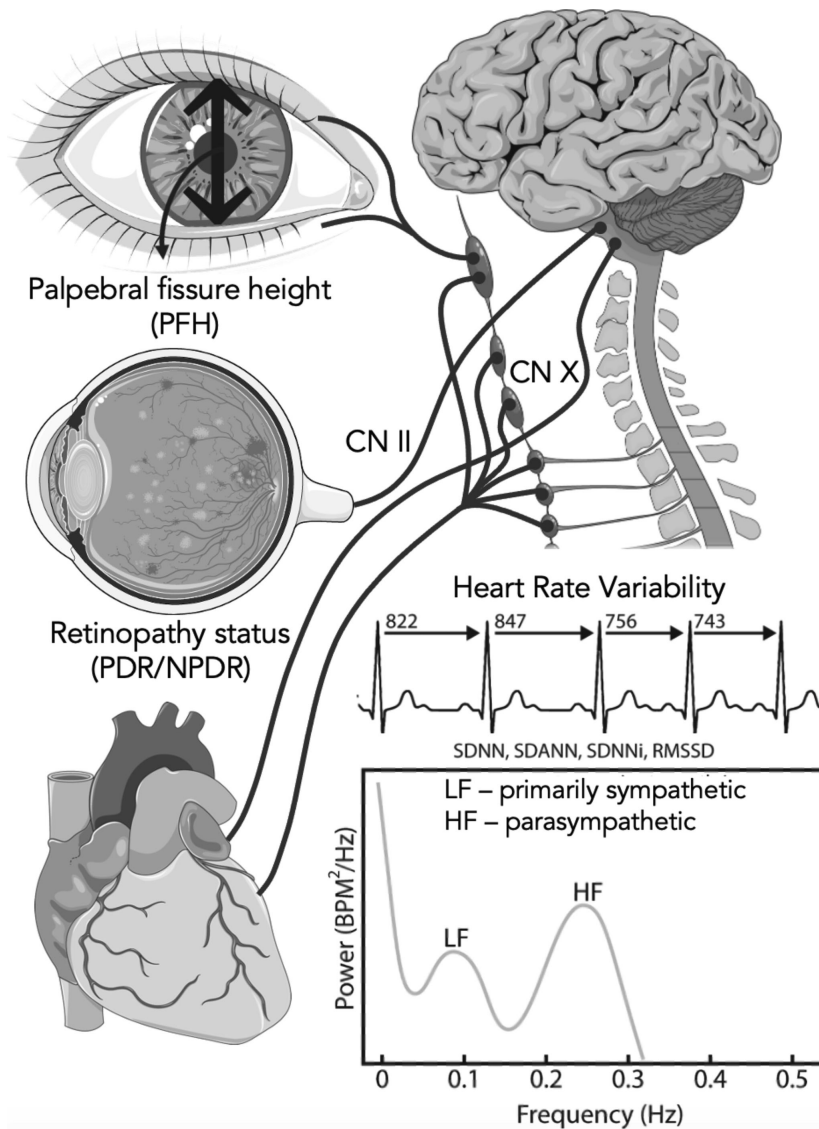 Palpebral fissure height
(PFH)
CN X
CN II
Retinopathy status
(PDR/NPDR)
Heart Rate Variability
822 847 756 743
SDNN, SDANN, SDNNi, RMSSD
LF – primarily sympathetic
HF – parasympathetic
HF
LF
Power (BPM²/Hz)
0 0.1 0.2 0.3 0.4 0.5
Frequency (Hz)